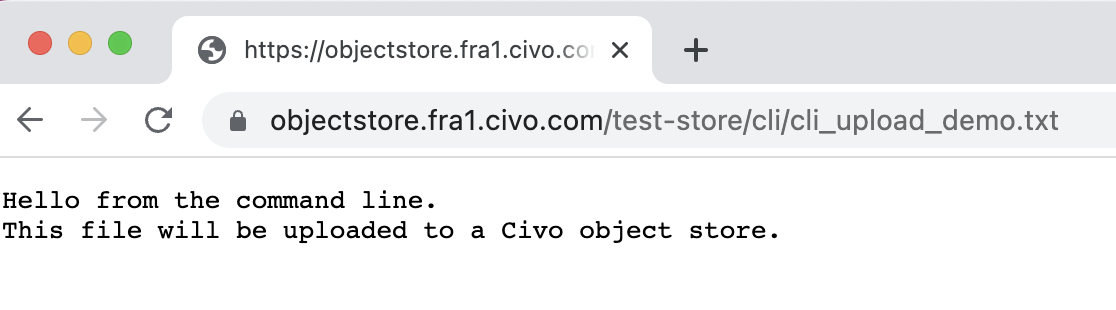 https://objectstore.fra1.civo.co
objectstore.fra1.civo.com/test-store/cli/cli_upload_demo.txt
Hello from the command line.
This file will be uploaded to a Civo object store.